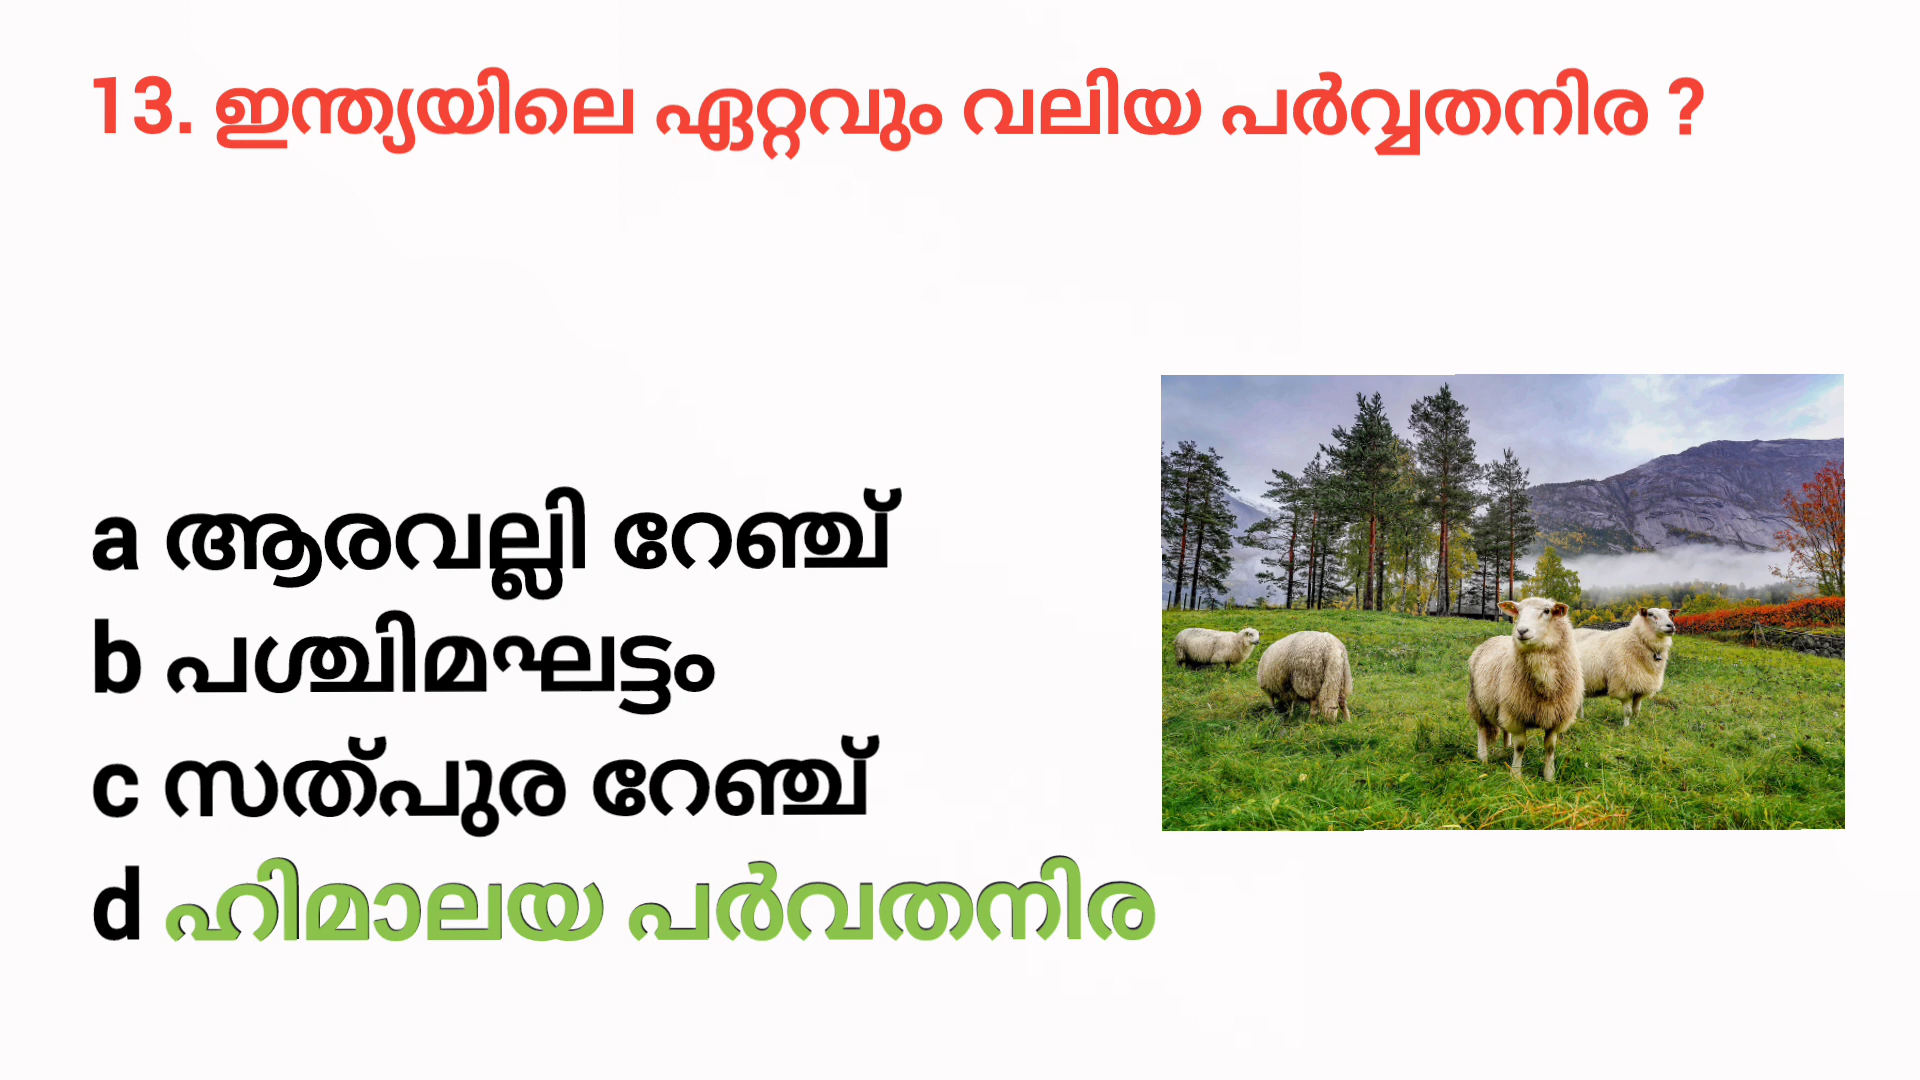 13. ഇന്ത്യയിലെ ഏറ്റവും വലിയ പർവ്വതനിര ?
a ആരവല്ലി റേഞ്ച്
b പശ്ചിമഘട്ടം
c സത്പുര റേഞ്ച്
d ഹിമാലയ പർവതനിര